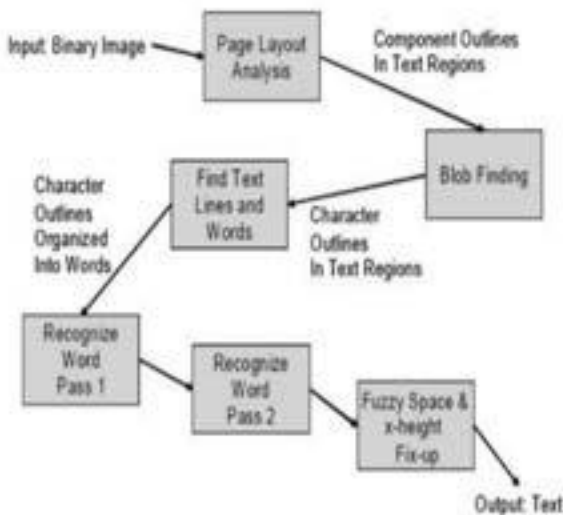 Input: Binary Image
Page Layout
Analysis
Component Outlines
In Text Regions
Blob Finding
Character
Outlines
In Text Regions
Find Text
Lines and
Words
Character
Outlines
Organized
Into Words
Recognize
Word
Pass 1
Recognize
Word
Pass 2
Fuzzy Space &
x-height
Fix-up
Output: Text